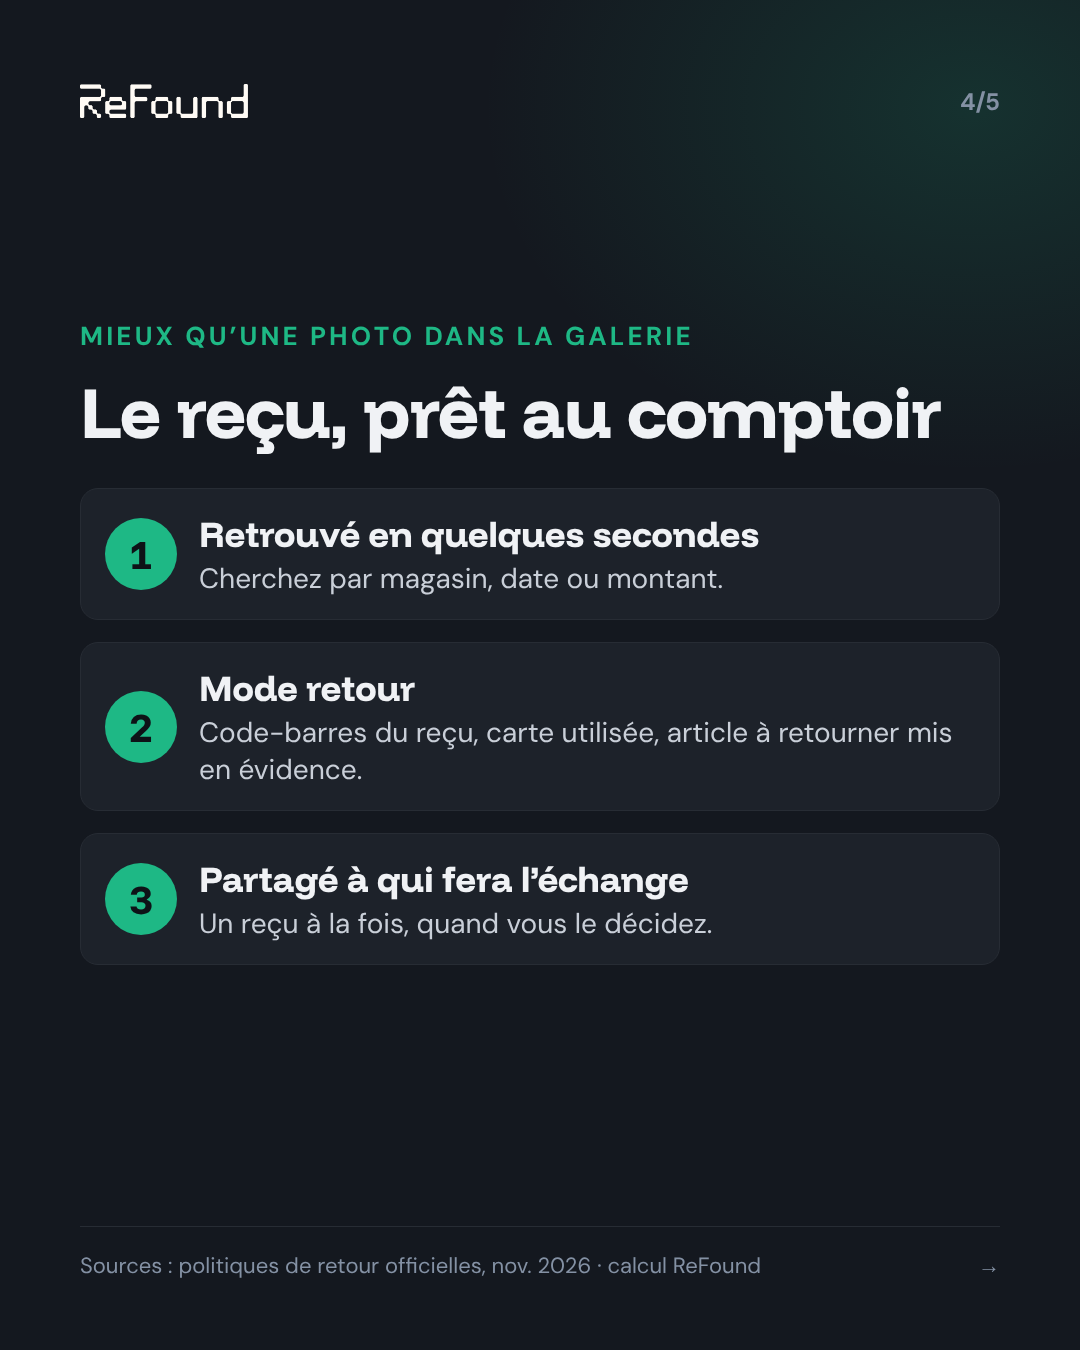 ReFound
4/5
MIEUX QU’UNE PHOTO DANS LA GALERIE
Le reçu, prêt au comptoir
1
Retrouvé en quelques secondes
Cherchez par magasin, date ou montant.
2
Mode retour
Code-barres du reçu, carte utilisée, article à retourner mis
en évidence.
3
Partagé à qui fera l’échange
Un reçu à la fois, quand vous le décidez.
Sources : politiques de retour officielles, nov. 2026 · calcul ReFound →